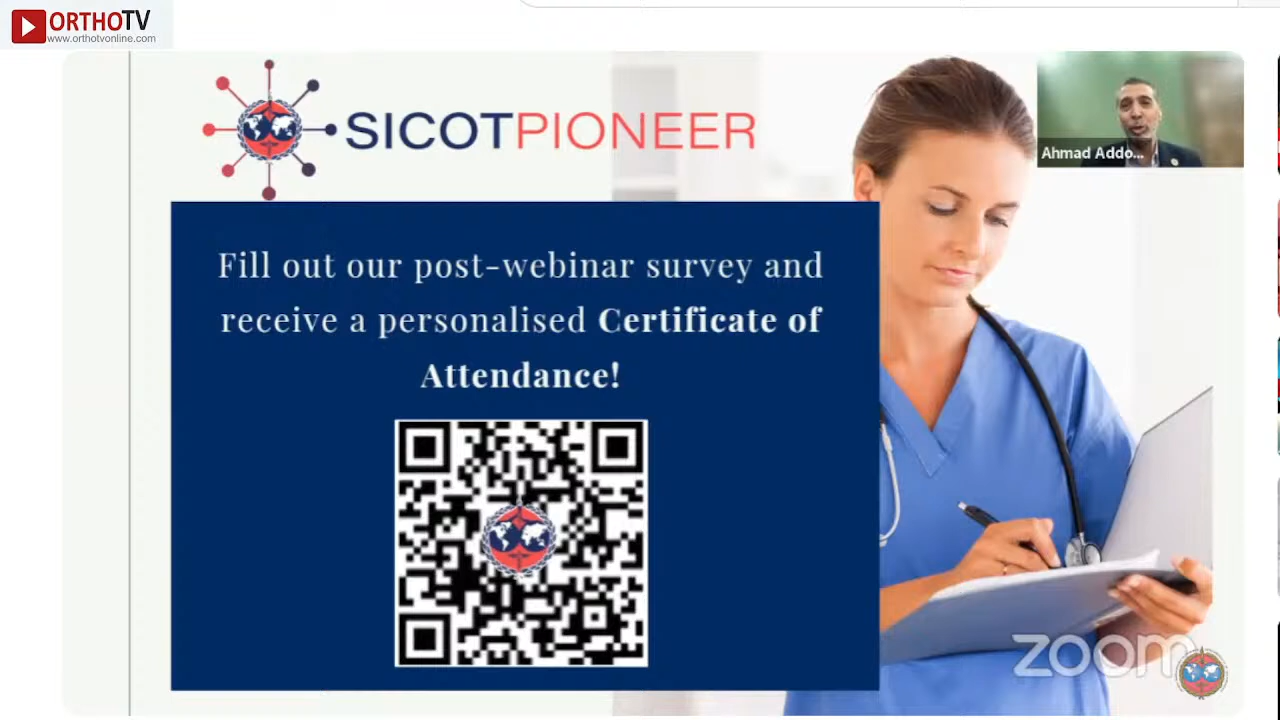 ORTHOTV
www.orthotvonline.com
SICOTPIONEER
Ahmad Addo...
Fill out our post-webinar survey and
receive a personalised Certificate of
Attendance!
zoom